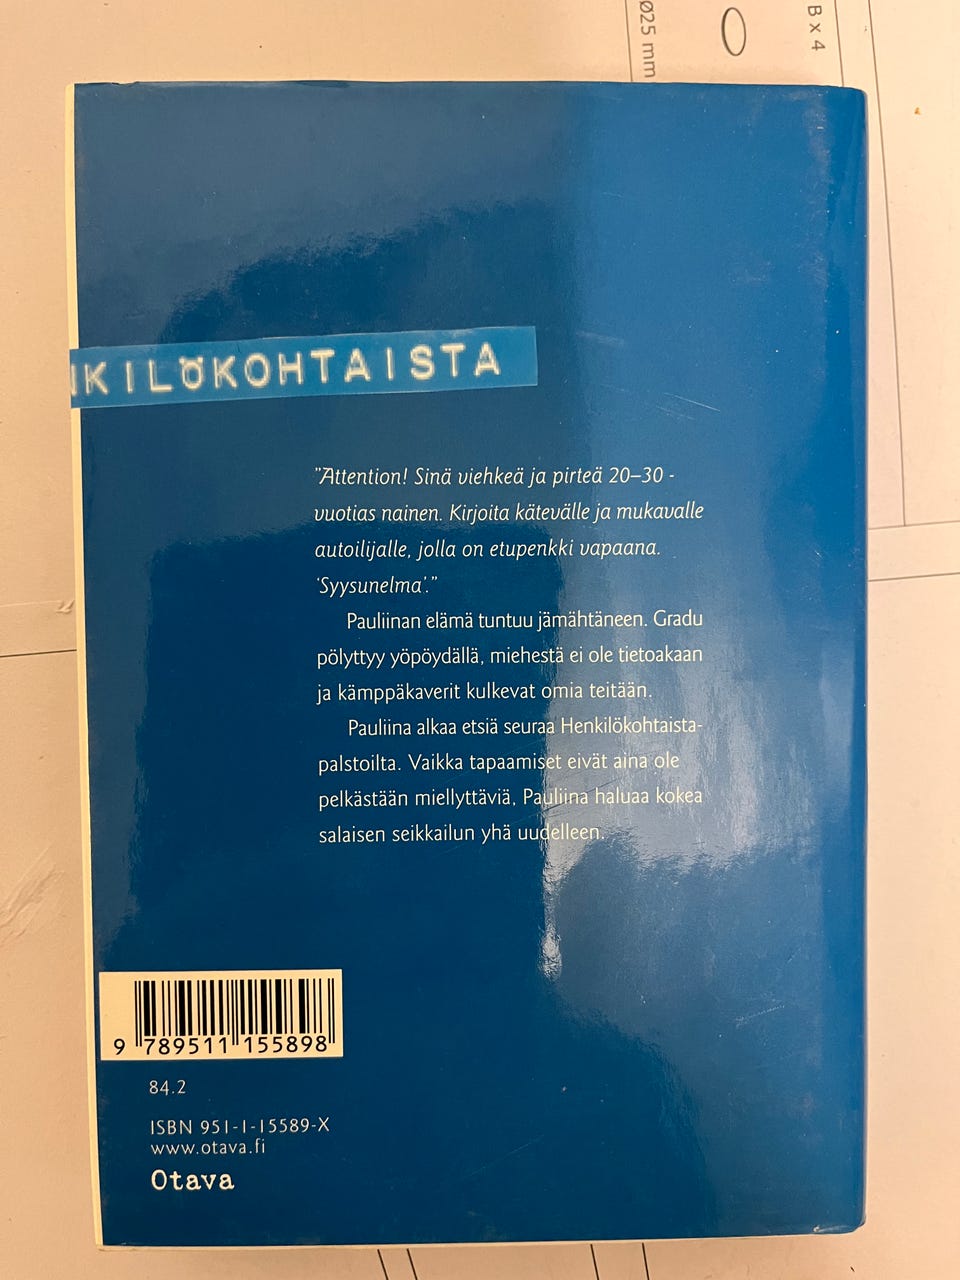 Ø25 mm
B x 4
KILÖKOHTAISTA
"Attention! Sinä viehkeä ja pirteä 20–30 -
vuotias nainen. Kirjoita kätevälle ja mukavalle
autoilijalle, jolla on etupenkki vapaana.
'Syysunelma'."
Pauliinan elämä tuntuu jämähtäneen. Gradu
pölyttyy yöpöydällä, miehestä ei ole tietoakaan
ja kämppäkaverit kulkevat omia teitään.
Pauliina alkaa etsiä seuraa Henkilökohtaista-
palstoilta. Vaikka tapaamiset eivät aina ole
pelkästään miellyttäviä, Pauliina haluaa kokea
salaisen seikkailun yhä uudelleen.
9 789511 155898
84.2
ISBN 951-1-15589-X
www.otava.fi
Otava